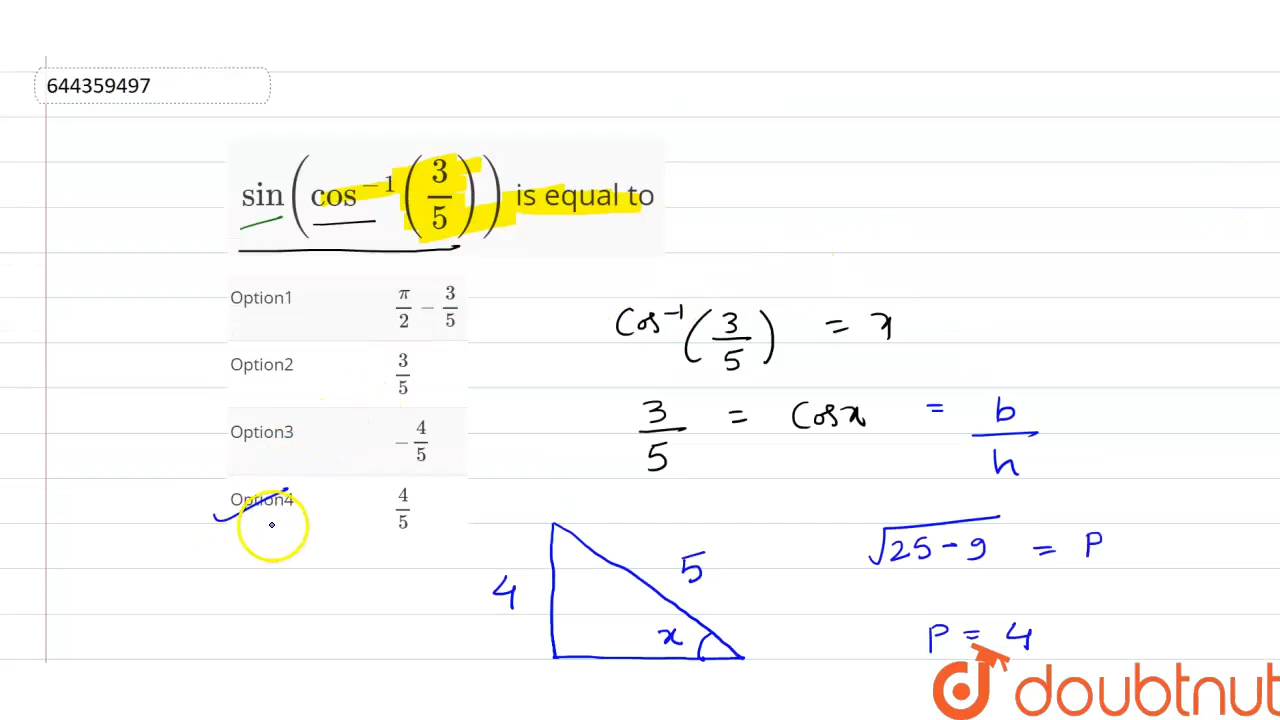 644359497
sin(cos⁻¹(3/5)) is equal to
Option1 π/2 − 3/5
Option2 3/5
Option3 −4/5
Option4 4/5
Cos⁻¹(3/5) = x
3/5 = Cosx = b/h
√25-9 = P
P = 4
4
5
x
doubtnut